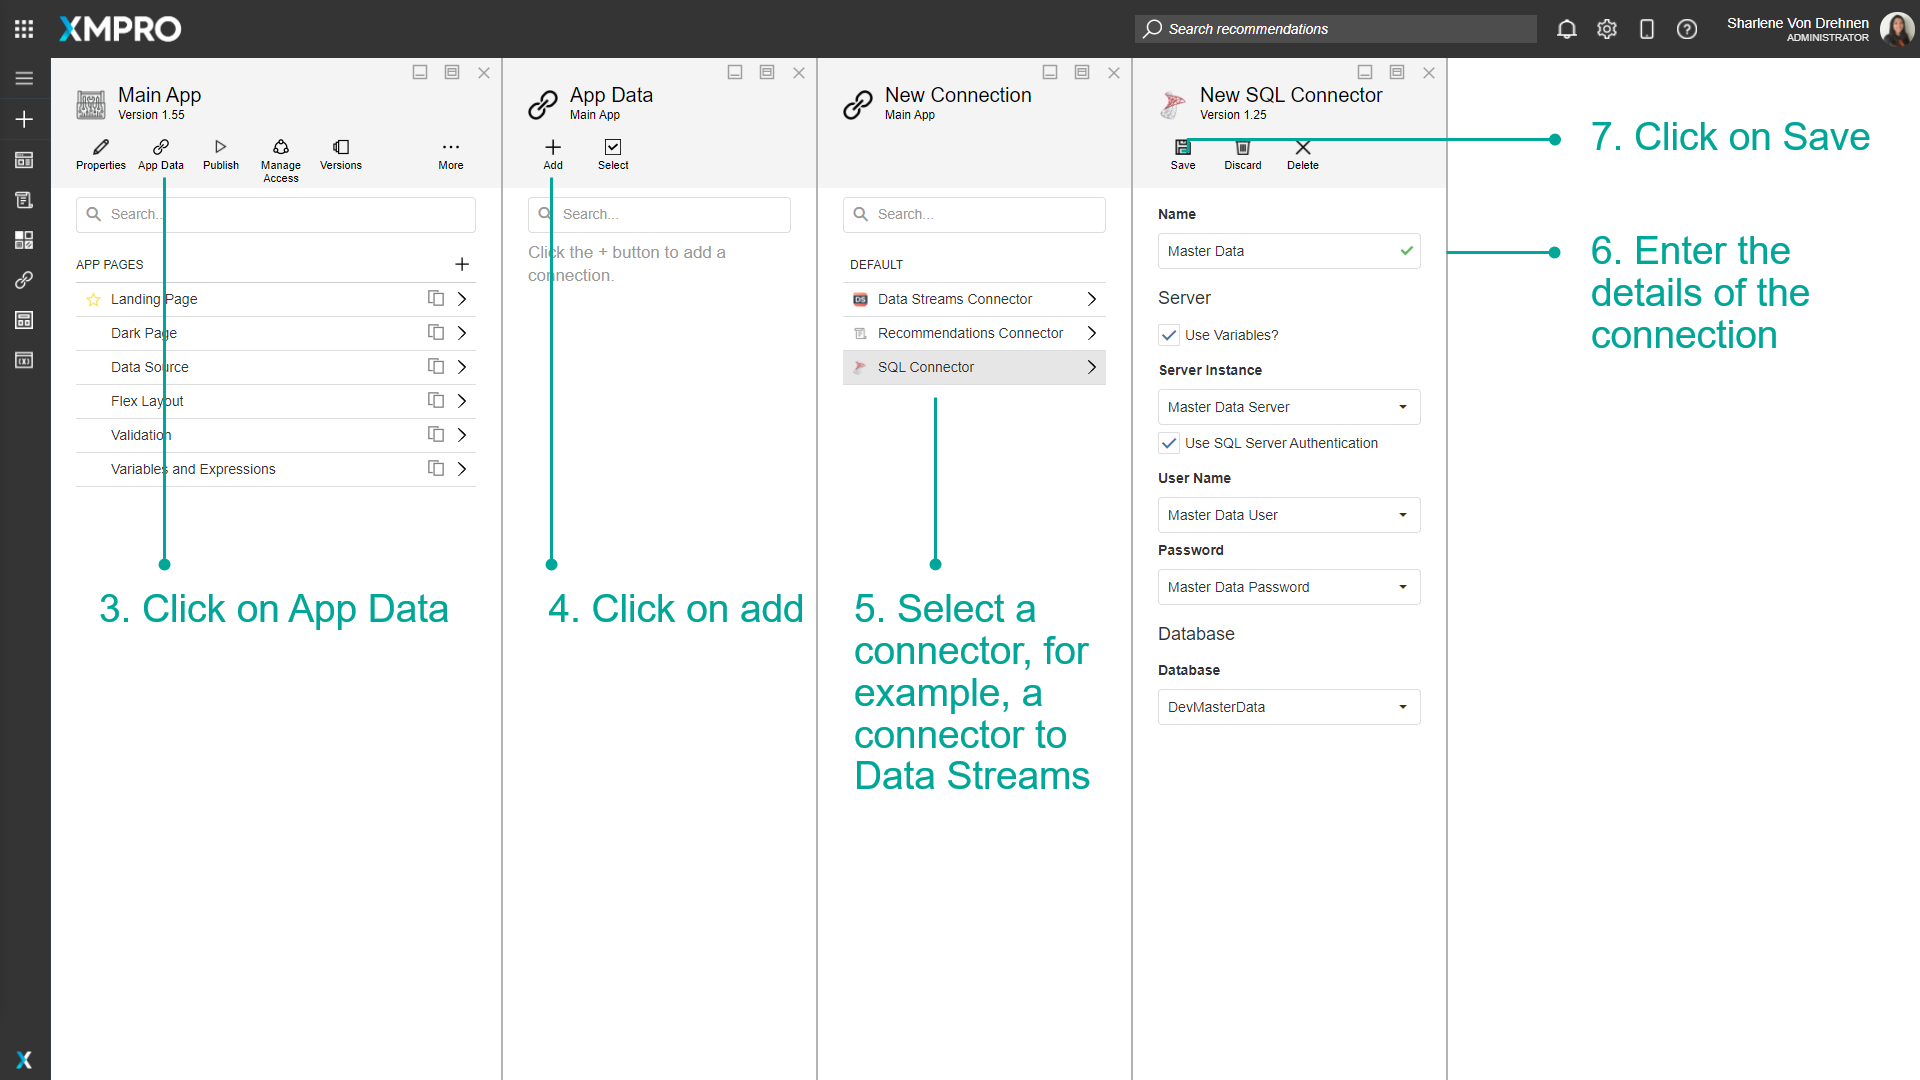 XMPRO
Search recommendations
Sharlene Von Drehnen
ADMINISTRATOR
Main App
Version 1.55
Properties
App Data
Publish
Manage
Access
Versions
More
Search...
APP PAGES
Landing Page
Dark Page
Data Source
Flex Layout
Validation
Variables and Expressions
3. Click on App Data
App Data
Main App
Add
Select
Search...
Click the + button to add a
connection.
4. Click on add
New Connection
Main App
Search...
DEFAULT
DS
Data Streams Connector
Recommendations Connector
SQL Connector
5. Select a
connector, for
example, a
connector to
Data Streams
New SQL Connector
Version 1.25
Save
Discard
Delete
Name
Master Data
Server
Use Variables?
Server Instance
Master Data Server
Use SQL Server Authentication
User Name
Master Data User
Password
Master Data Password
Database
Database
DevMasterData
7. Click on Save
6. Enter the
details of the
connection